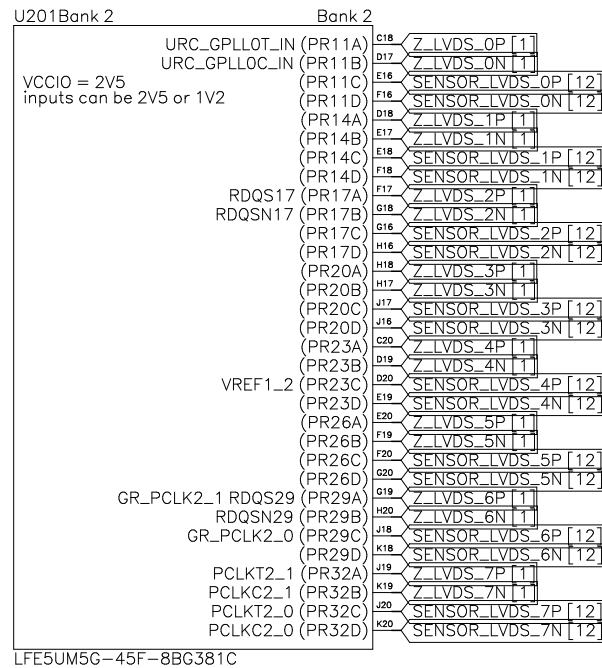 U201Bank 2 Bank 2
URC_GPLL0T_IN (PR11A) C18 Z_LVDS_0P [1]
URC_GPLL0C_IN (PR11B) D17 Z_LVDS_0N [1]
VCCIO = 2V5
inputs can be 2V5 or 1V2
(PR11C) E16 SENSOR_LVDS_0P [12]
(PR11D) F16 SENSOR_LVDS_0N [12]
(PR14A) D18 Z_LVDS_1P [1]
(PR14B) E17 Z_LVDS_1N [1]
(PR14C) E18 SENSOR_LVDS_1P [12]
(PR14D) F18 SENSOR_LVDS_1N [12]
RDQS17 (PR17A) F17 Z_LVDS_2P [1]
RDQSN17 (PR17B) G18 Z_LVDS_2N [1]
(PR17C) G16 SENSOR_LVDS_2P [12]
(PR17D) H16 SENSOR_LVDS_2N [12]
(PR20A) H18 Z_LVDS_3P [1]
(PR20B) H17 Z_LVDS_3N [1]
(PR20C) J17 SENSOR_LVDS_3P [12]
(PR20D) J16 SENSOR_LVDS_3N [12]
(PR23A) C20 Z_LVDS_4P [1]
(PR23B) D19 Z_LVDS_4N [1]
VREF1_2 (PR23C) D20 SENSOR_LVDS_4P [12]
(PR23D) E19 SENSOR_LVDS_4N [12]
(PR26A) E20 Z_LVDS_5P [1]
(PR26B) F19 Z_LVDS_5N [1]
(PR26C) F20 SENSOR_LVDS_5P [12]
(PR26D) G20 SENSOR_LVDS_5N [12]
GR_PCLK2_1 RDQS29 (PR29A) G19 Z_LVDS_6P [1]
RDQSN29 (PR29B) H20 Z_LVDS_6N [1]
GR_PCLK2_0 (PR29C) J18 SENSOR_LVDS_6P [12]
(PR29D) K18 SENSOR_LVDS_6N [12]
PCLKT2_1 (PR32A) J19 Z_LVDS_7P [1]
PCLKC2_1 (PR32B) K19 Z_LVDS_7N [1]
PCLKT2_0 (PR32C) J20 SENSOR_LVDS_7P [12]
PCLKC2_0 (PR32D) K20 SENSOR_LVDS_7N [12]
LFE5UM5G-45F-8BG381C